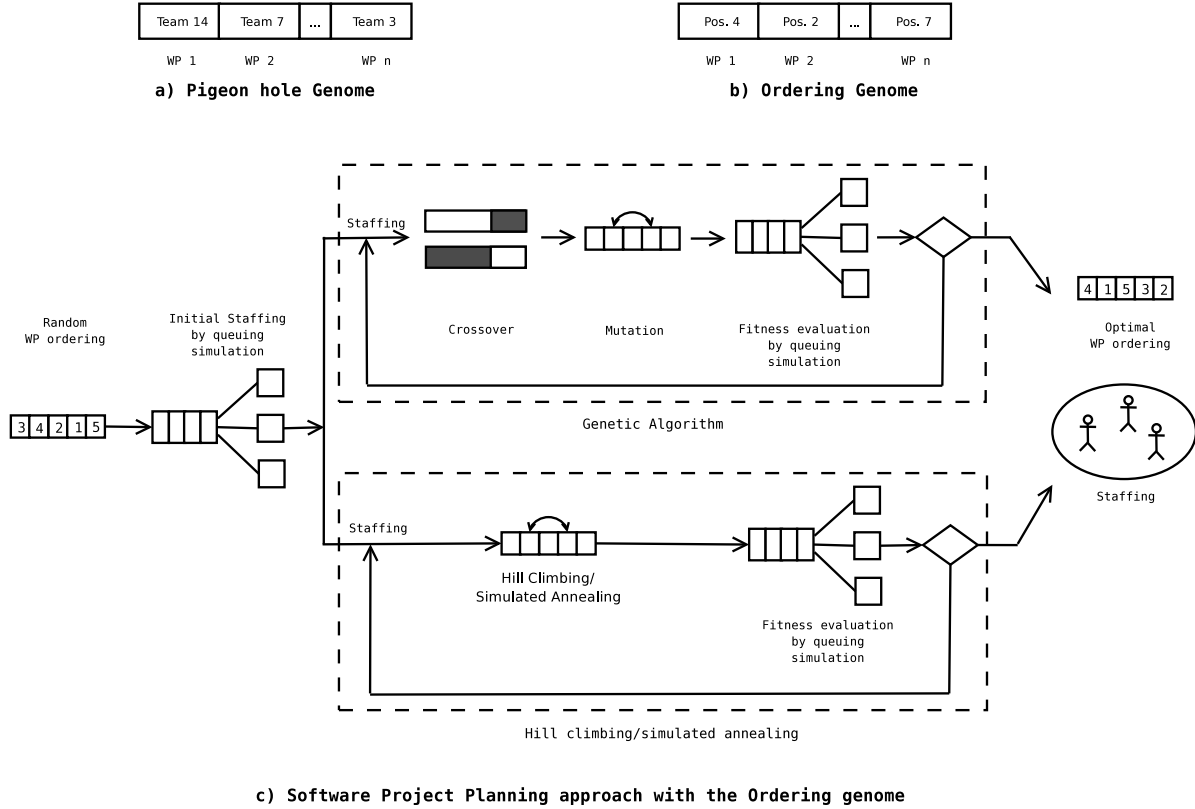 Team 14 Team 7 ... Team 3
WP 1 WP 2 WP n
a) Pigeon hole Genome
Pos. 4 Pos. 2 ... Pos. 7
WP 1 WP 2 WP n
b) Ordering Genome
Random
WP ordering
3 4 2 1 5
Initial Staffing
by queuing
simulation
Staffing
Crossover
Mutation
Fitness evaluation
by queuing
simulation
Genetic Algorithm
Staffing
Hill Climbing/
Simulated Annealing
Fitness evaluation
by queuing
simulation
Hill climbing/simulated annealing
4 1 5 3 2
Optimal
WP ordering
Staffing
c) Software Project Planning approach with the Ordering genome